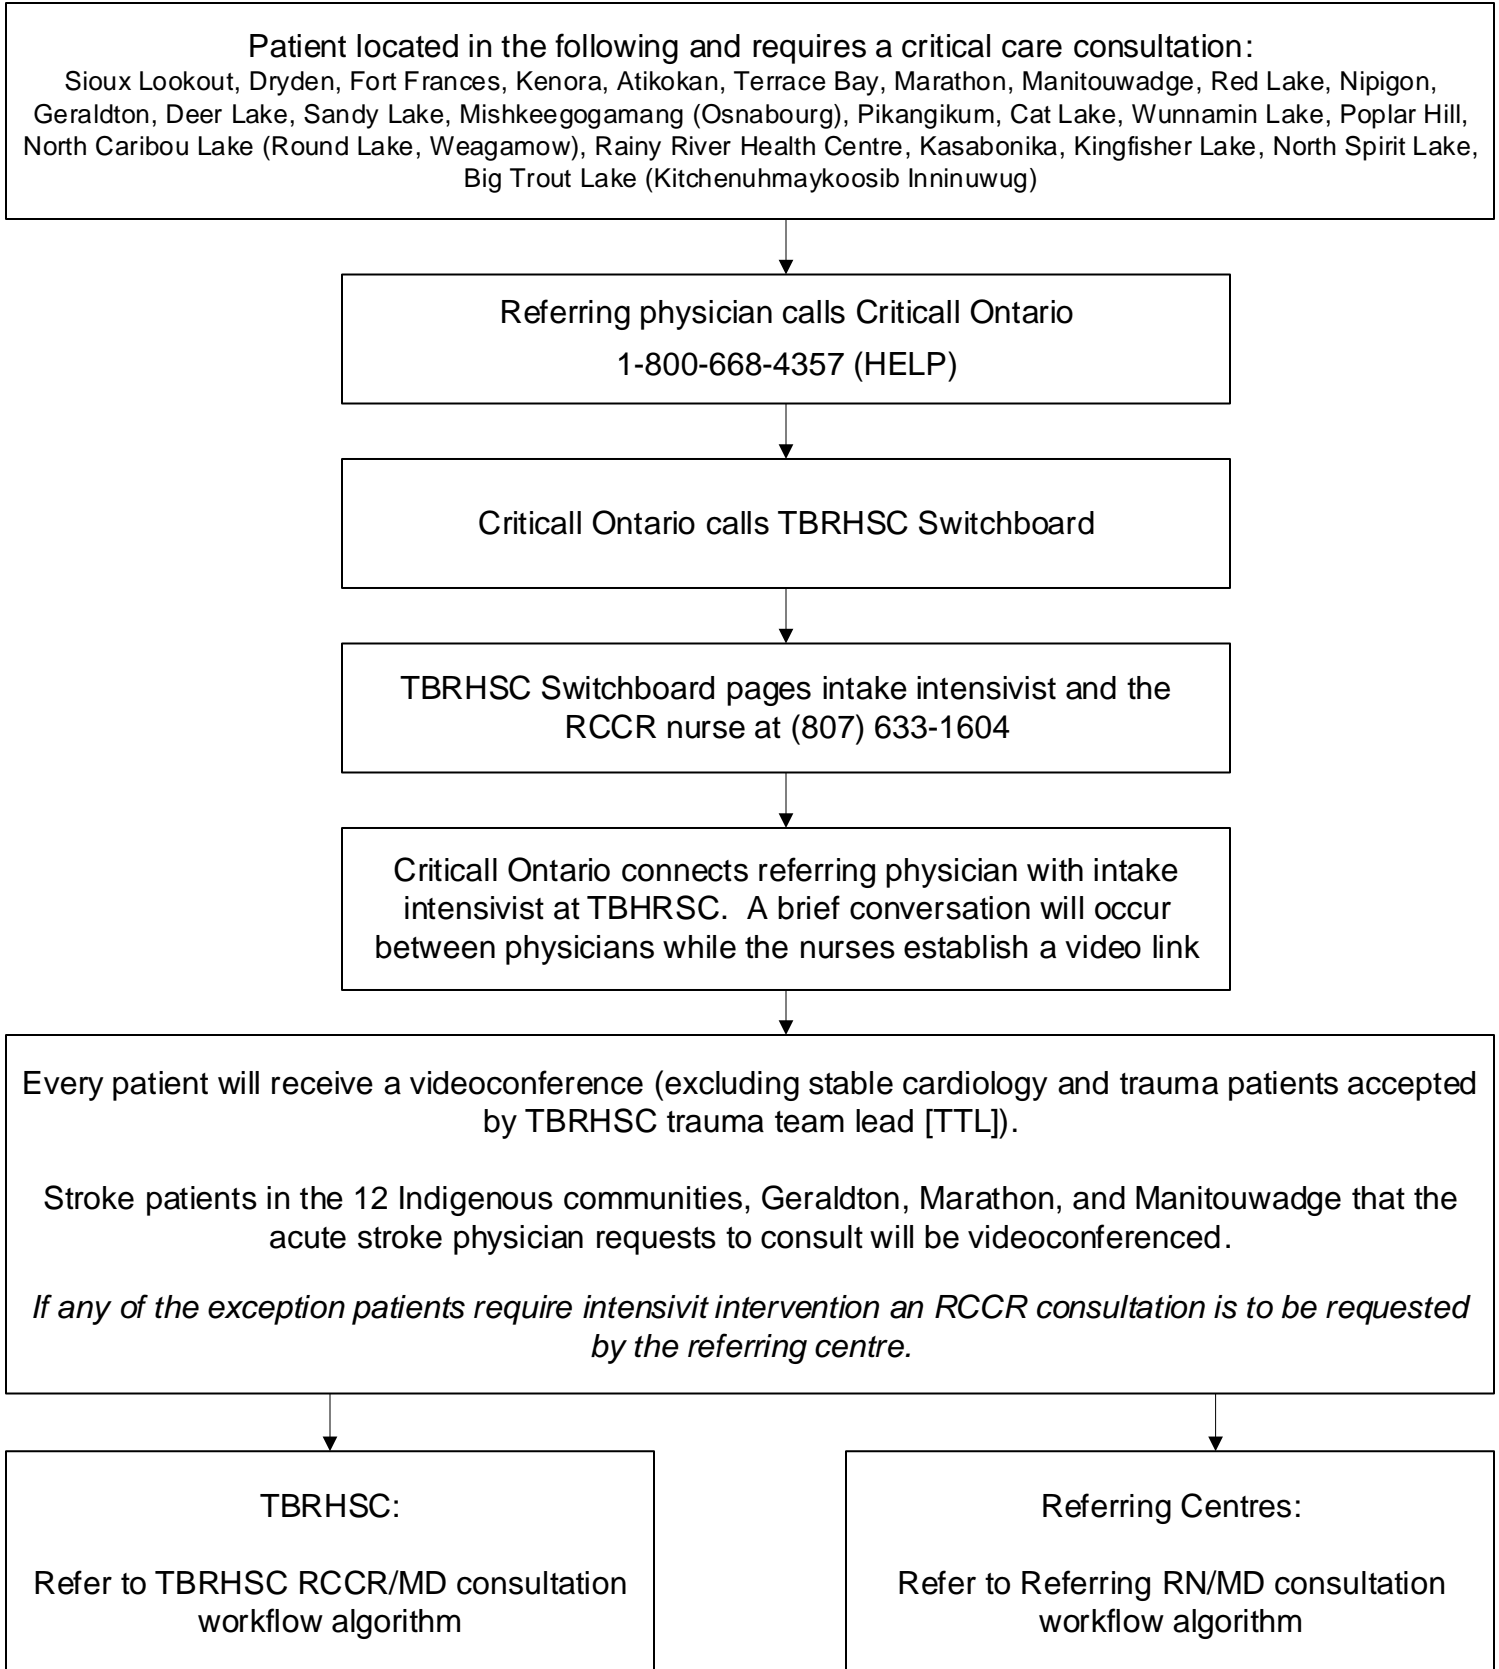 Patient located in the following and requires a critical care consultation:
Sioux Lookout, Dryden, Fort Frances, Kenora, Atikokan, Terrace Bay, Marathon, Manitouwadge, Red Lake, Nipigon,
Geraldton, Deer Lake, Sandy Lake, Mishkeegogamang (Osnabourg), Pikangikum, Cat Lake, Wunnamin Lake, Poplar Hill,
North Caribou Lake (Round Lake, Weagamow), Rainy River Health Centre, Kasabonika, Kingfisher Lake, North Spirit Lake,
Big Trout Lake (Kitchenuhmaykoosib Inninuwug)
Referring physician calls Criticall Ontario
1-800-668-4357 (HELP)
Criticall Ontario calls TBRHSC Switchboard
TBRHSC Switchboard pages intake intensivist and the
RCCR nurse at (807) 633-1604
Criticall Ontario connects referring physician with intake
intensivist at TBHRSC.  A brief conversation will occur
between physicians while the nurses establish a video link
Every patient will receive a videoconference (excluding stable cardiology and trauma patients accepted
by TBRHSC trauma team lead [TTL]).
Stroke patients in the 12 Indigenous communities, Geraldton, Marathon, and Manitouwadge that the
acute stroke physician requests to consult will be videoconferenced.
If any of the exception patients require intensivit intervention an RCCR consultation is to be requested
by the referring centre.
TBRHSC:
Refer to TBRHSC RCCR/MD consultation
workflow algorithm
Referring Centres:
Refer to Referring RN/MD consultation
workflow algorithm